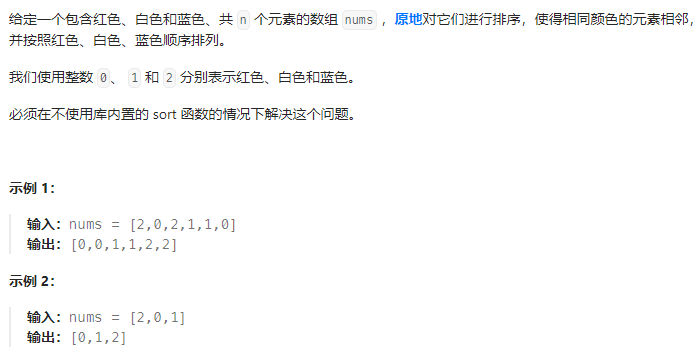 给定一个包含红色、白色和蓝色、共 n 个元素的数组 nums ，原地对它们进行排序，使得相同颜色的元素相邻，
并按照红色、白色、蓝色顺序排列。
我们使用整数 0、 1 和 2 分别表示红色、白色和蓝色。
必须在不使用库内置的 sort 函数的情况下解决这个问题。
示例 1：
输入：nums = [2,0,2,1,1,0]
输出：[0,0,1,1,2,2]
示例 2：
输入：nums = [2,0,1]
输出：[0,1,2]